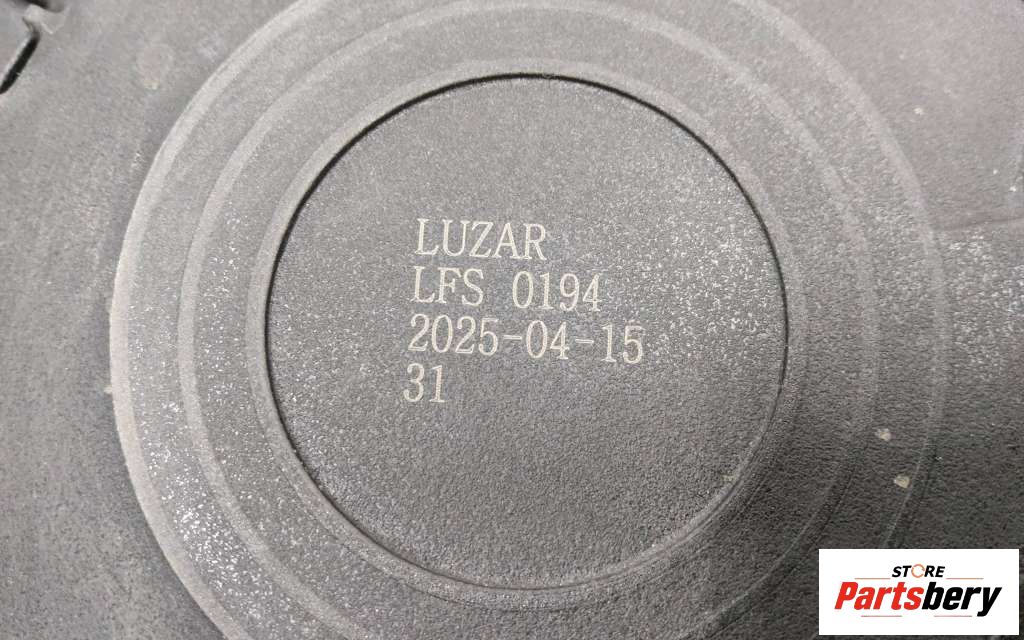 LUZAR
LFS 0194
2025-04-15
31
STORE
Partsbery